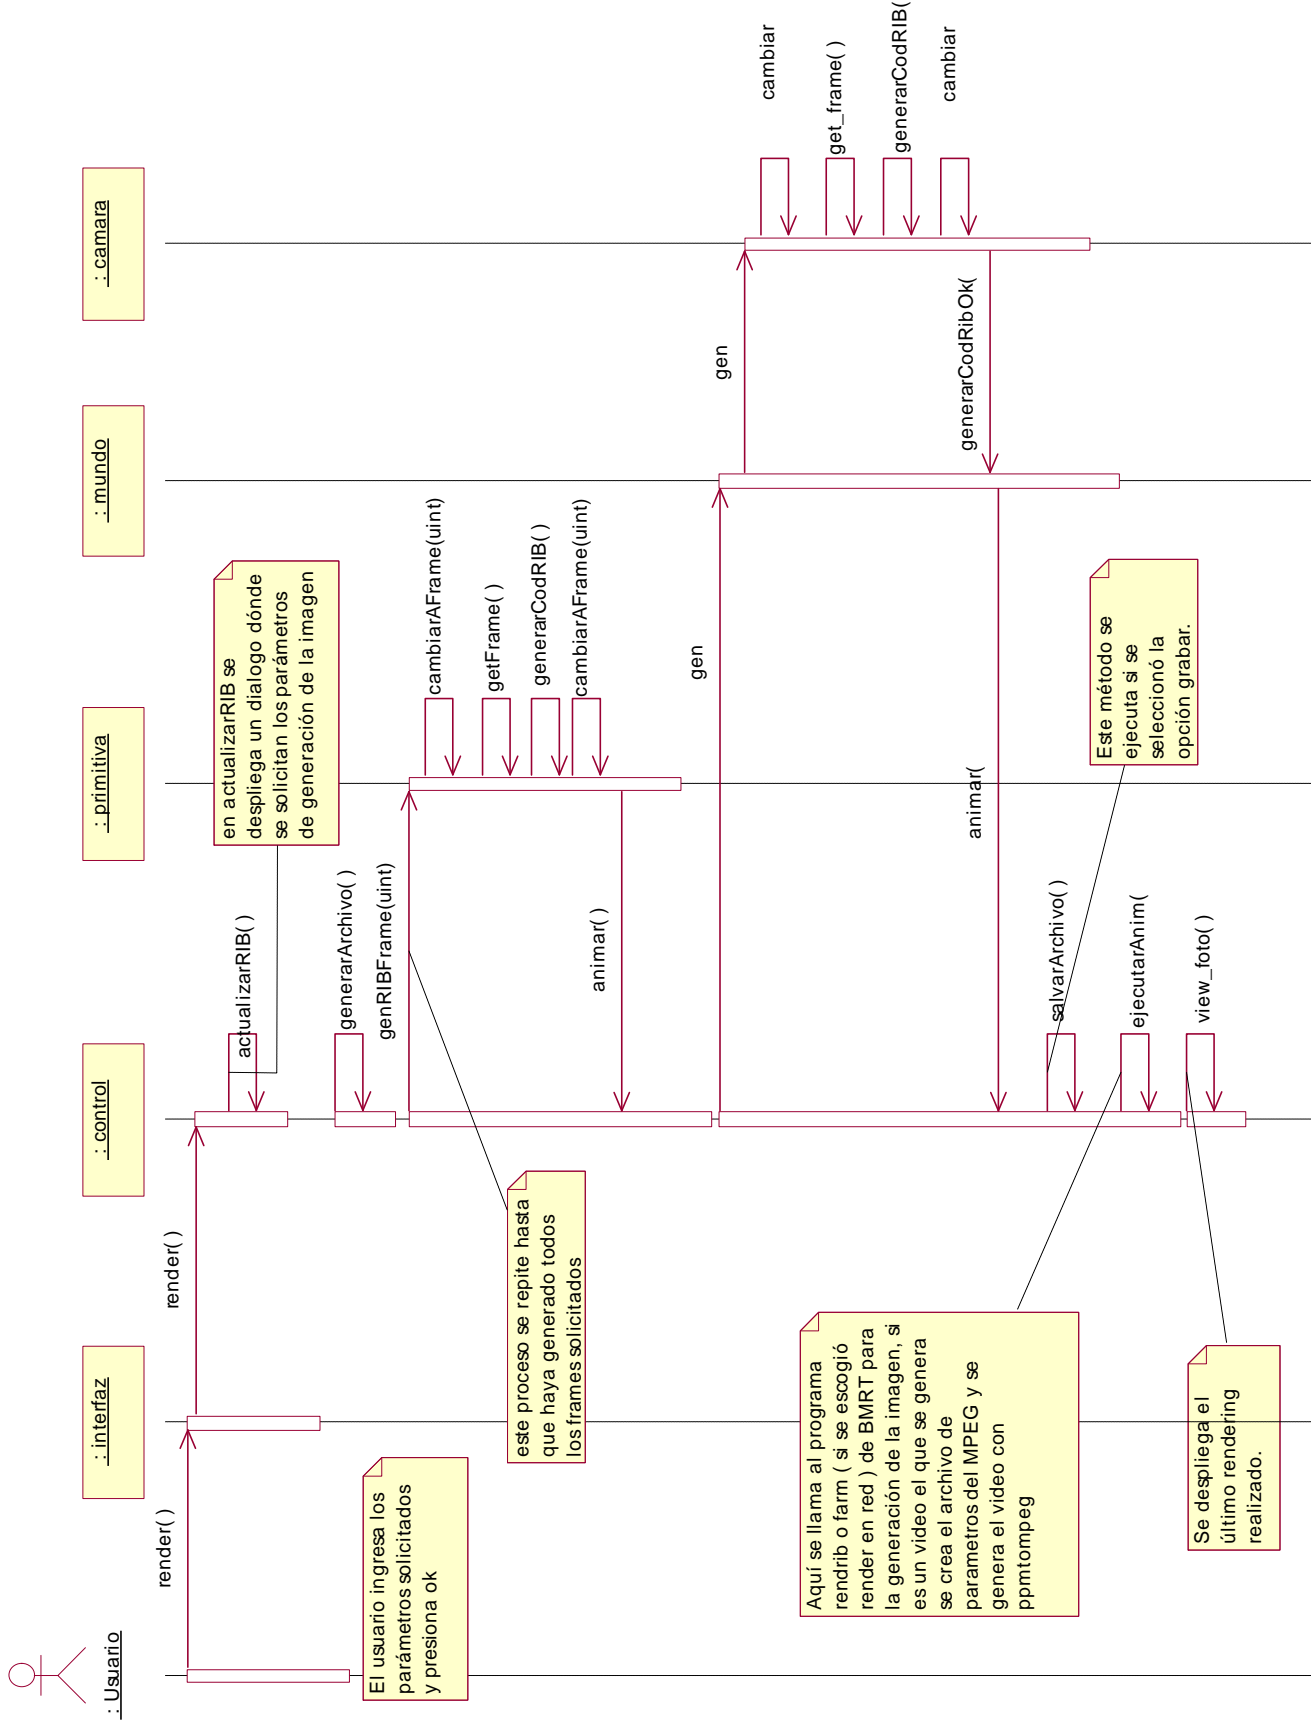 : Usuario
: interfaz
: control
: primitiva
: mundo
: camara
render( )
render( )
actualizarRIB( )
en actualizarRIB se
despliega un dialogo dónde
se solicitan los parámetros
de generación de la imagen
generarArchivo( )
El usuario ingresa los
parámetros solicitados
y presiona ok
genRIBFrame(uint)
cambiarAFrame(uint)
getFrame( )
generarCodRIB( )
cambiarAFrame(uint)
este proceso se repite hasta
que haya generado todos
los frames solicitados
animar( )
gen
gen
cambiar
get_frame( )
generarCodRIB(
cambiar
generarCodRibOk(
animar(
salvarArchivo( )
Este método se
ejecuta si se
seleccionó la
opción grabar.
ejecutarAnim(
Aquí se llama al programa
rendrib o farm ( si se escogió
render en red ) de BMRT para
la generación de la imagen, si
es un video el que se genera
se crea el archivo de
parametros del MPEG y se
genera el video con
ppmtompeg
view_foto( )
Se despliega el
último rendering
realizado.